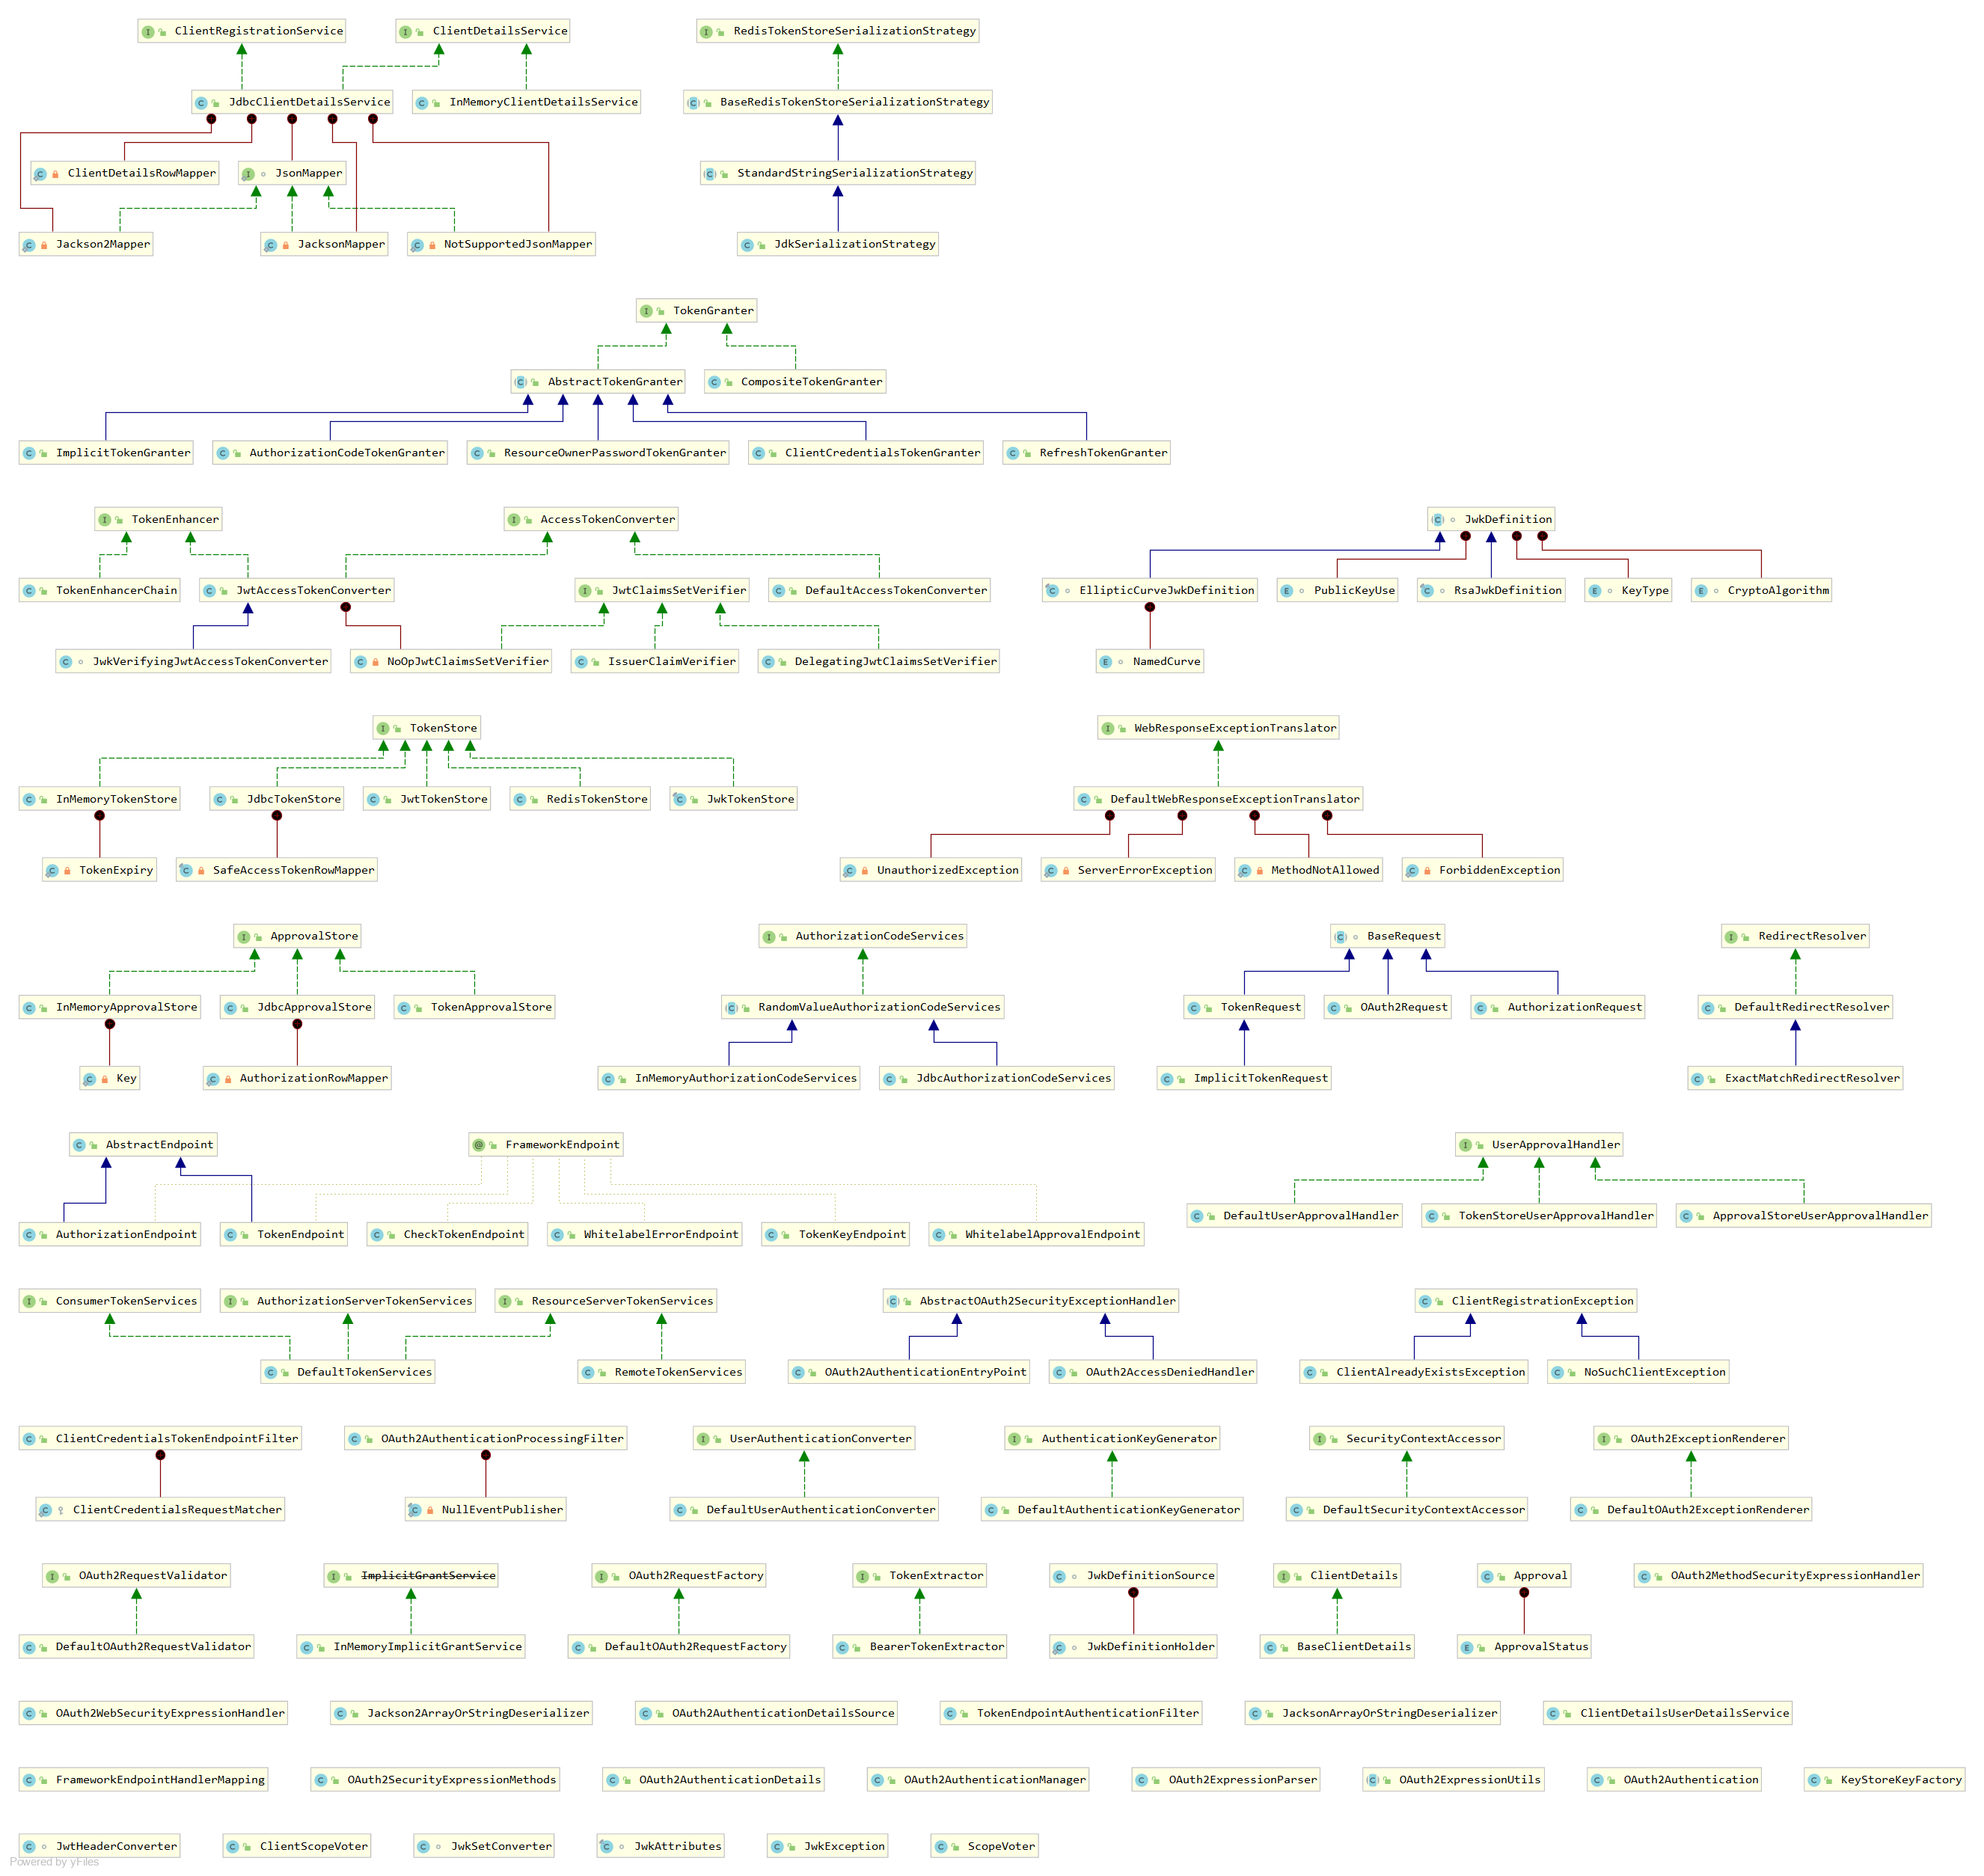 ClientRegistrationService ClientDetailsService RedisTokenStoreSerializationStrategy
JdbcClientDetailsService InMemoryClientDetailsService BaseRedisTokenStoreSerializationStrategy
ClientDetailsRowMapper JsonMapper StandardStringSerializationStrategy
Jackson2Mapper JacksonMapper NotSupportedJsonMapper JdkSerializationStrategy
TokenGranter
AbstractTokenGranter CompositeTokenGranter
ImplicitTokenGranter AuthorizationCodeTokenGranter ResourceOwnerPasswordTokenGranter ClientCredentialsTokenGranter RefreshTokenGranter
TokenEnhancer AccessTokenConverter JwkDefinition
TokenEnhancerChain JwtAccessTokenConverter JwtClaimsSetVerifier DefaultAccessTokenConverter EllipticCurveJwkDefinition PublicKeyUse RsaJwkDefinition KeyType CryptoAlgorithm
JwkVerifyingJwtAccessTokenConverter NoOpJwtClaimsSetVerifier IssuerClaimVerifier DelegatingJwtClaimsSetVerifier NamedCurve
TokenStore WebResponseExceptionTranslator
InMemoryTokenStore JdbcTokenStore JwtTokenStore RedisTokenStore JwkTokenStore DefaultWebResponseExceptionTranslator
TokenExpiry SafeAccessTokenRowMapper UnauthorizedException ServerErrorException MethodNotAllowed ForbiddenException
ApprovalStore AuthorizationCodeServices BaseRequest RedirectResolver
InMemoryApprovalStore JdbcApprovalStore TokenApprovalStore RandomValueAuthorizationCodeServices TokenRequest OAuth2Request AuthorizationRequest DefaultRedirectResolver
Key AuthorizationRowMapper InMemoryAuthorizationCodeServices JdbcAuthorizationCodeServices ImplicitTokenRequest ExactMatchRedirectResolver
AbstractEndpoint FrameworkEndpoint UserApprovalHandler
DefaultUserApprovalHandler TokenStoreUserApprovalHandler ApprovalStoreUserApprovalHandler
AuthorizationEndpoint TokenEndpoint CheckTokenEndpoint WhitelabelErrorEndpoint TokenKeyEndpoint WhitelabelApprovalEndpoint
ConsumerTokenServices AuthorizationServerTokenServices ResourceServerTokenServices AbstractOAuth2SecurityExceptionHandler ClientRegistrationException
DefaultTokenServices RemoteTokenServices OAuth2AuthenticationEntryPoint OAuth2AccessDeniedHandler ClientAlreadyExistsException NoSuchClientException
ClientCredentialsTokenEndpointFilter OAuth2AuthenticationProcessingFilter UserAuthenticationConverter AuthenticationKeyGenerator SecurityContextAccessor OAuth2ExceptionRenderer
ClientCredentialsRequestMatcher NullEventPublisher DefaultUserAuthenticationConverter DefaultAuthenticationKeyGenerator DefaultSecurityContextAccessor DefaultOAuth2ExceptionRenderer
OAuth2RequestValidator ImplicitGrantService OAuth2RequestFactory TokenExtractor JwkDefinitionSource ClientDetails Approval OAuth2MethodSecurityExpressionHandler
DefaultOAuth2RequestValidator InMemoryImplicitGrantService DefaultOAuth2RequestFactory BearerTokenExtractor JwkDefinitionHolder BaseClientDetails ApprovalStatus
OAuth2WebSecurityExpressionHandler Jackson2ArrayOrStringDeserializer OAuth2AuthenticationDetailsSource TokenEndpointAuthenticationFilter JacksonArrayOrStringDeserializer ClientDetailsUserDetailsService
FrameworkEndpointHandlerMapping OAuth2SecurityExpressionMethods OAuth2AuthenticationDetails OAuth2AuthenticationManager OAuth2ExpressionParser OAuth2ExpressionUtils OAuth2Authentication KeyStoreKeyFactory
JwtHeaderConverter ClientScopeVoter JwkSetConverter JwkAttributes JwkException ScopeVoter
Powered by yFiles